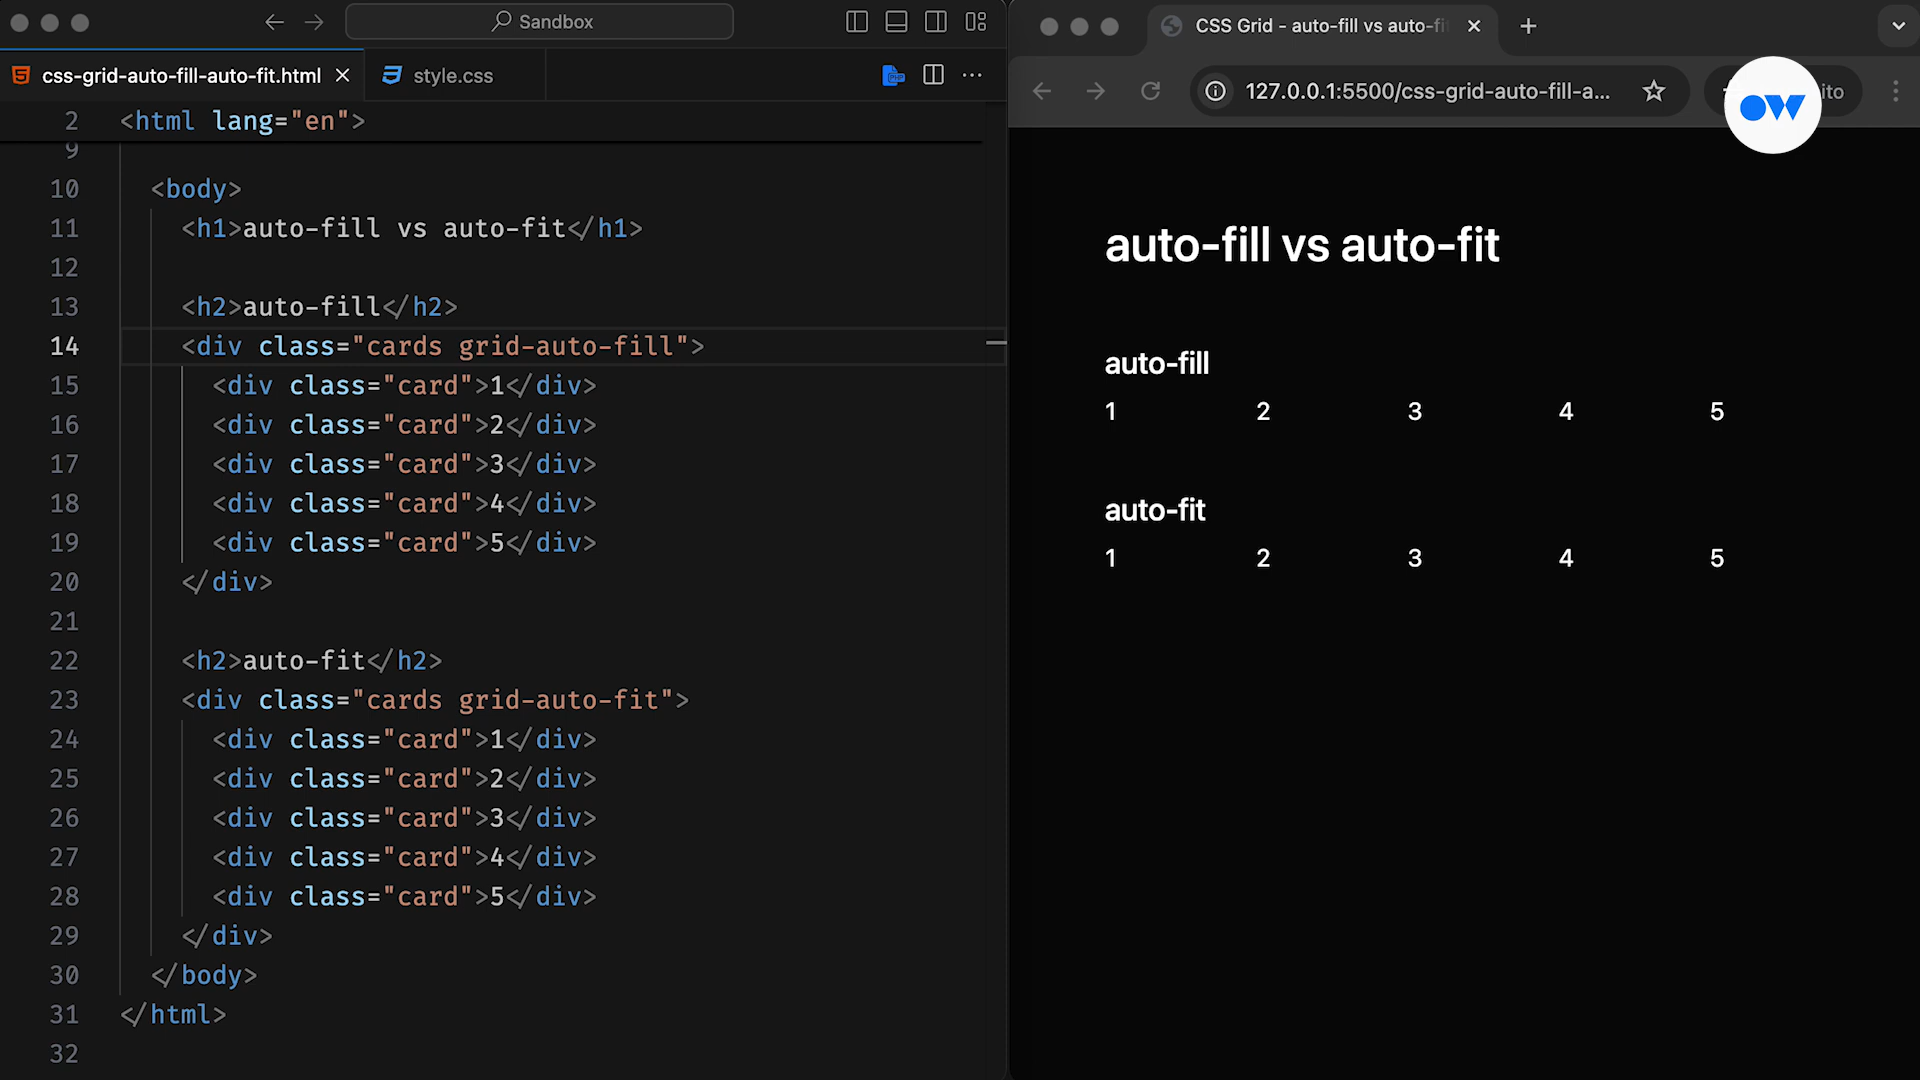 Sandbox
css-grid-auto-fill-auto-fit.html
style.css
2 <html lang="en">
9
10 <body>
11 <h1>auto-fill vs auto-fit</h1>
12
13 <h2>auto-fill</h2>
14 <div class="cards grid-auto-fill">
15 <div class="card">1</div>
16 <div class="card">2</div>
17 <div class="card">3</div>
18 <div class="card">4</div>
19 <div class="card">5</div>
20 </div>
21
22 <h2>auto-fit</h2>
23 <div class="cards grid-auto-fit">
24 <div class="card">1</div>
25 <div class="card">2</div>
26 <div class="card">3</div>
27 <div class="card">4</div>
28 <div class="card">5</div>
29 </div>
30 </body>
31 </html>
32
CSS Grid - auto-fill vs auto-fi
127.0.0.1:5500/css-grid-auto-fill-a...
ito
OW
auto-fill vs auto-fit
auto-fill
1 2 3 4 5
auto-fit
1 2 3 4 5